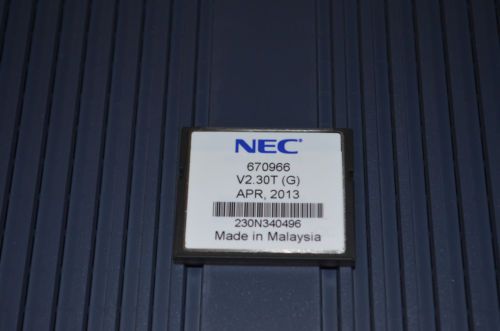 NEC
670966
V2.30T (G)
APR, 2013
230N340496
Made in Malaysia